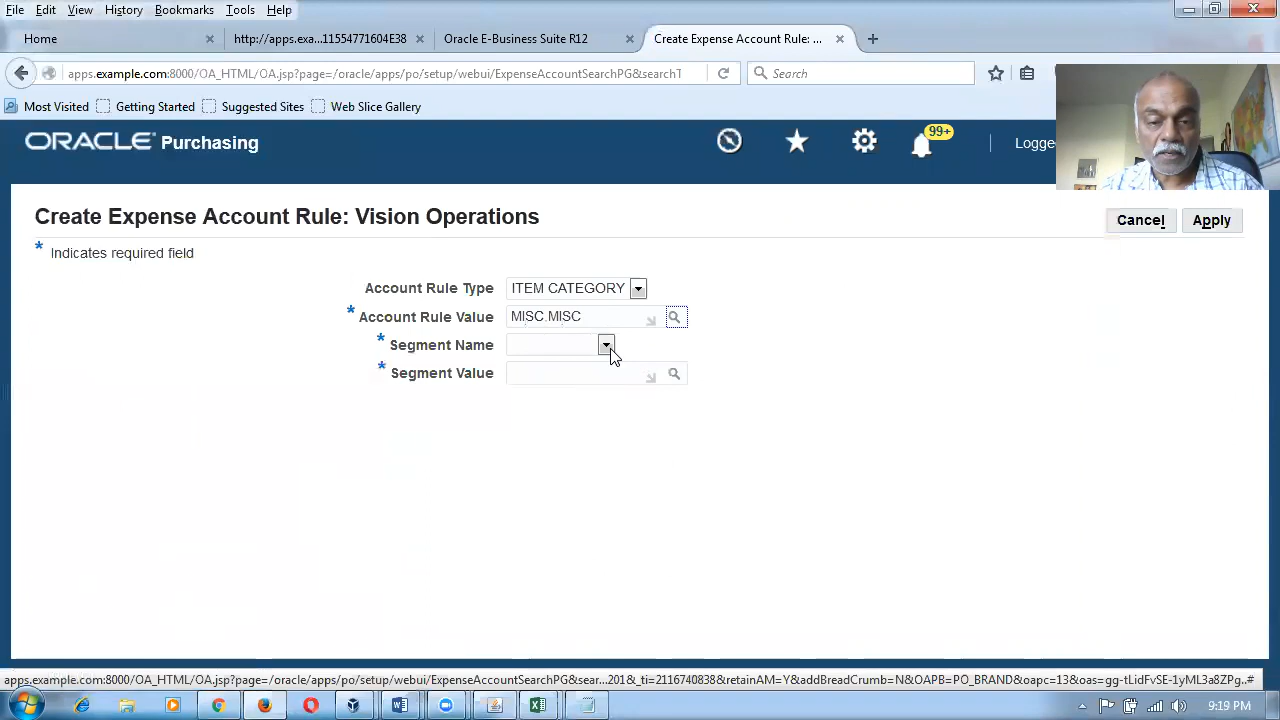 File Edit View History Bookmarks Tools Help
Home http://apps.exa...11554771604E38 Oracle E-Business Suite R12 Create Expense Account Rule: ...
apps.example.com:8000/OA_HTML/OA.jsp?page=/oracle/apps/po/setup/webui/ExpenseAccountSearchPG&searchT Search
Most Visited Getting Started Suggested Sites Web Slice Gallery
ORACLE Purchasing 99+ Logge
Create Expense Account Rule: Vision Operations Cancel Apply
* Indicates required field
Account Rule Type ITEM CATEGORY
* Account Rule Value MISC.MISC
* Segment Name
* Segment Value
apps.example.com:8000/OA_HTML/OA.jsp?page=/oracle/apps/po/setup/webui/ExpenseAccountSearchPG&sear...201&_ti=2116740838&retainAM=Y&addBreadCrumb=N&OAPB=PO_BRAND&oapc=13&oas=gg-tLidFvSE-1yML3a8ZPg..#
9:19 PM